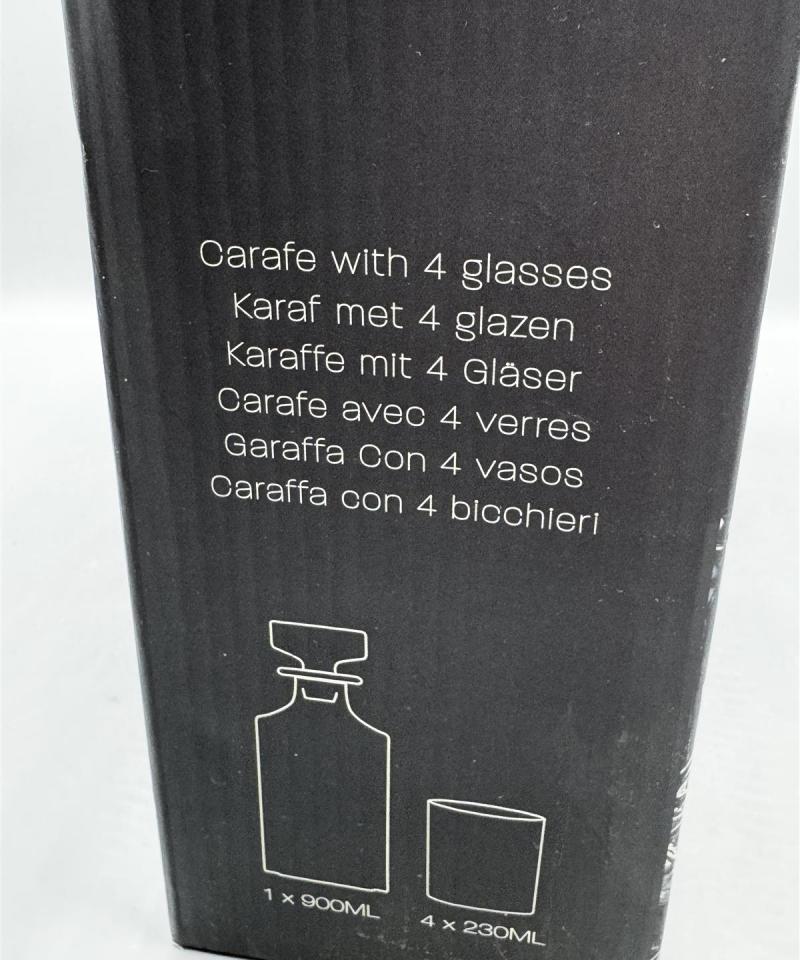 Carafe with 4 glasses
Karaf met 4 glazen
Karaffe mit 4 Gläser
Carafe avec 4 verres
Garaffa Con 4 vasos
Caraffa con 4 bicchieri
1 x 900ML
4 x 230ML